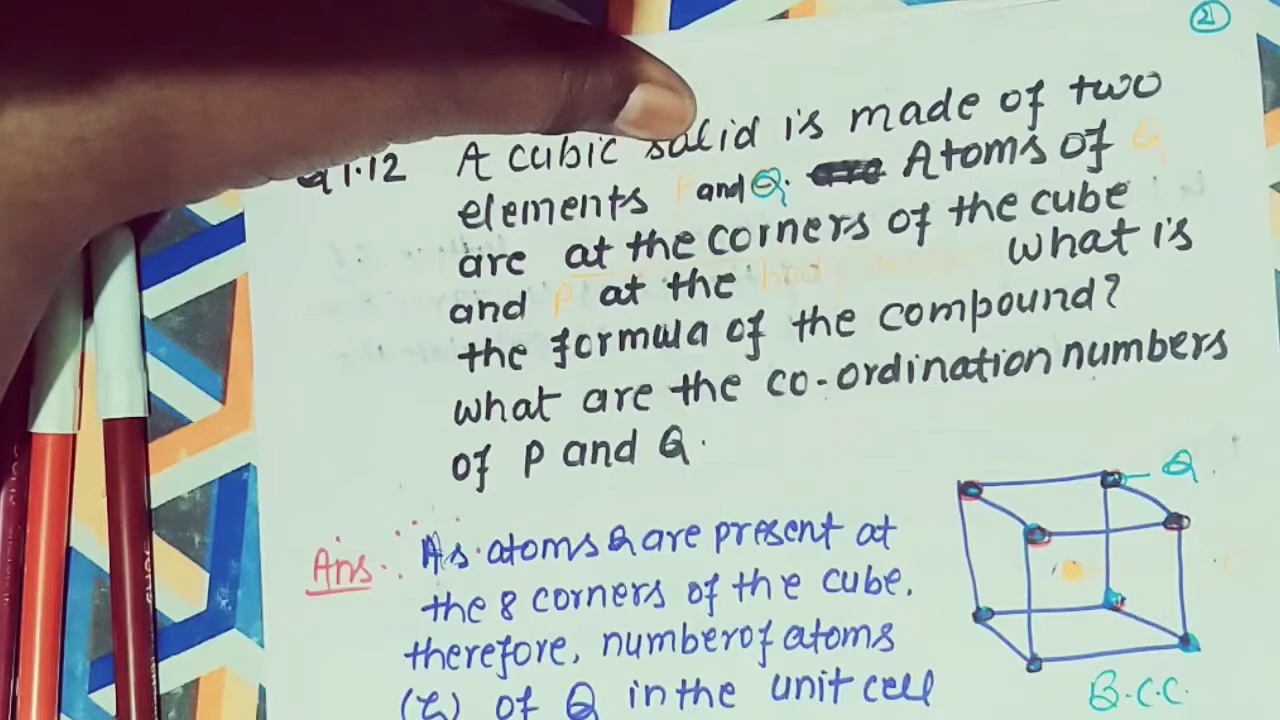 21
Q1.12 A cubic solid is made of two
elements P and Q. Atoms of Q
are at the corners of the cube
and P at the body What is
the formula of the compound?
what are the co-ordination numbers
of P and Q.
Ans. As atoms Q are present at
the 8 corners of the cube.
therefore, number of atoms
(Z) of Q in the unit cell
Q
B.C.C.